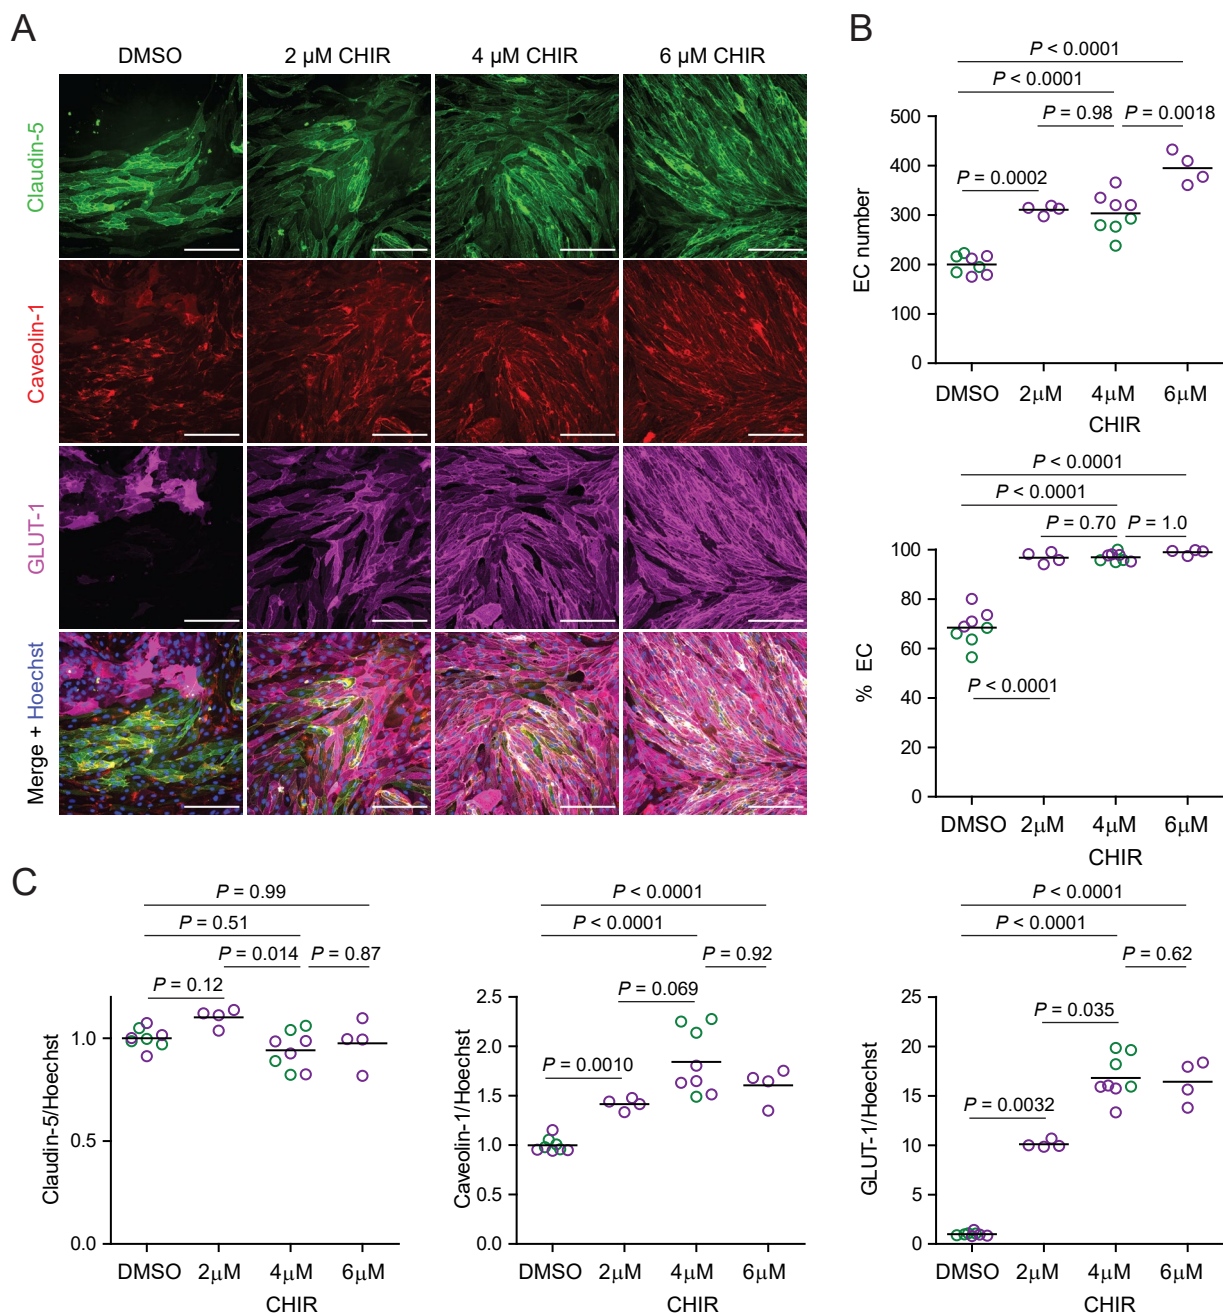 A
DMSO
2 µM CHIR
4 µM CHIR
6 µM CHIR
Claudin-5
Caveolin-1
GLUT-1
Merge + Hoechst
B
P < 0.0001
P < 0.0001
P = 0.98
P = 0.0018
P = 0.0002
EC number
500
400
300
200
100
0
DMSO
2µM
4µM
6µM
CHIR
P < 0.0001
P < 0.0001
P = 0.70
P = 1.0
P < 0.0001
% EC
100
80
60
40
20
0
DMSO
2µM
4µM
6µM
CHIR
C
P = 0.99
P = 0.51
P = 0.014
P = 0.87
P = 0.12
Claudin-5/Hoechst
1.0
0.5
0.0
DMSO
2µM
4µM
6µM
CHIR
P < 0.0001
P < 0.0001
P = 0.92
P = 0.069
P = 0.0010
Caveolin-1/Hoechst
2.5
2.0
1.5
1.0
0.5
0.0
DMSO
2µM
4µM
6µM
CHIR
P < 0.0001
P < 0.0001
P = 0.62
P = 0.035
P = 0.0032
GLUT-1/Hoechst
25
20
15
10
5
0
DMSO
2µM
4µM
6µM
CHIR